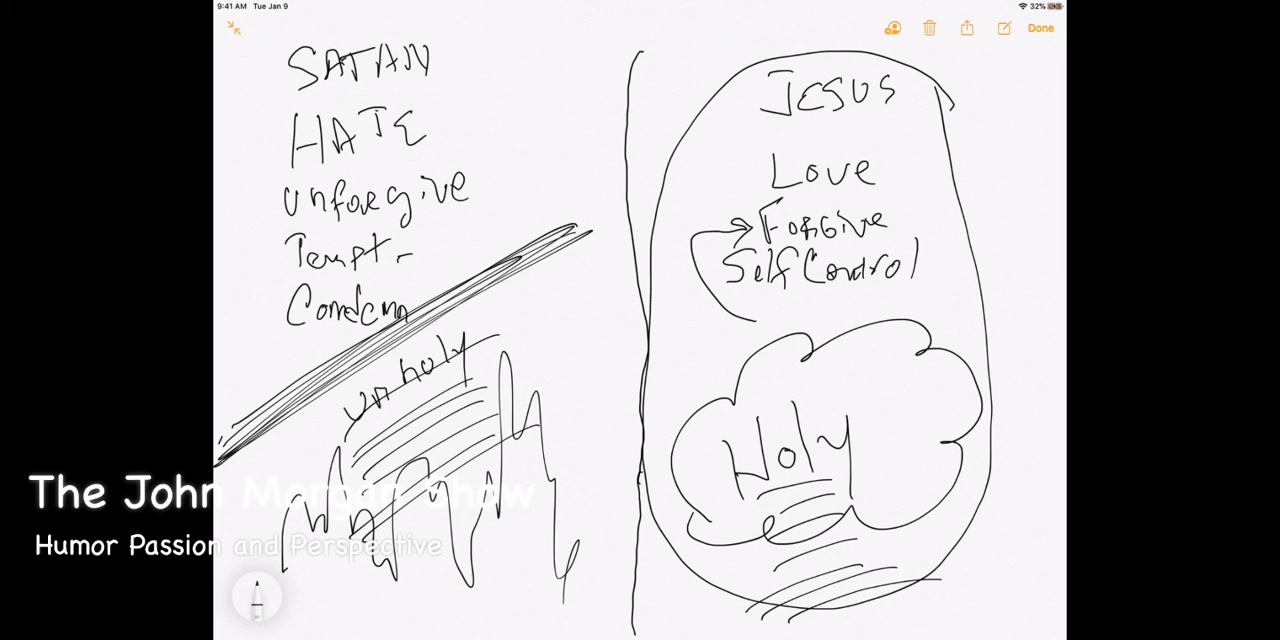 9:41 AM Tue Jan 9
32%
Done
SATAN
HATE
unforgive
Tempt
Condemn
unholy
JESUS
Love
Forgive
Self Control
Holy
The John Morgan Show
Humor Passion and Perspective